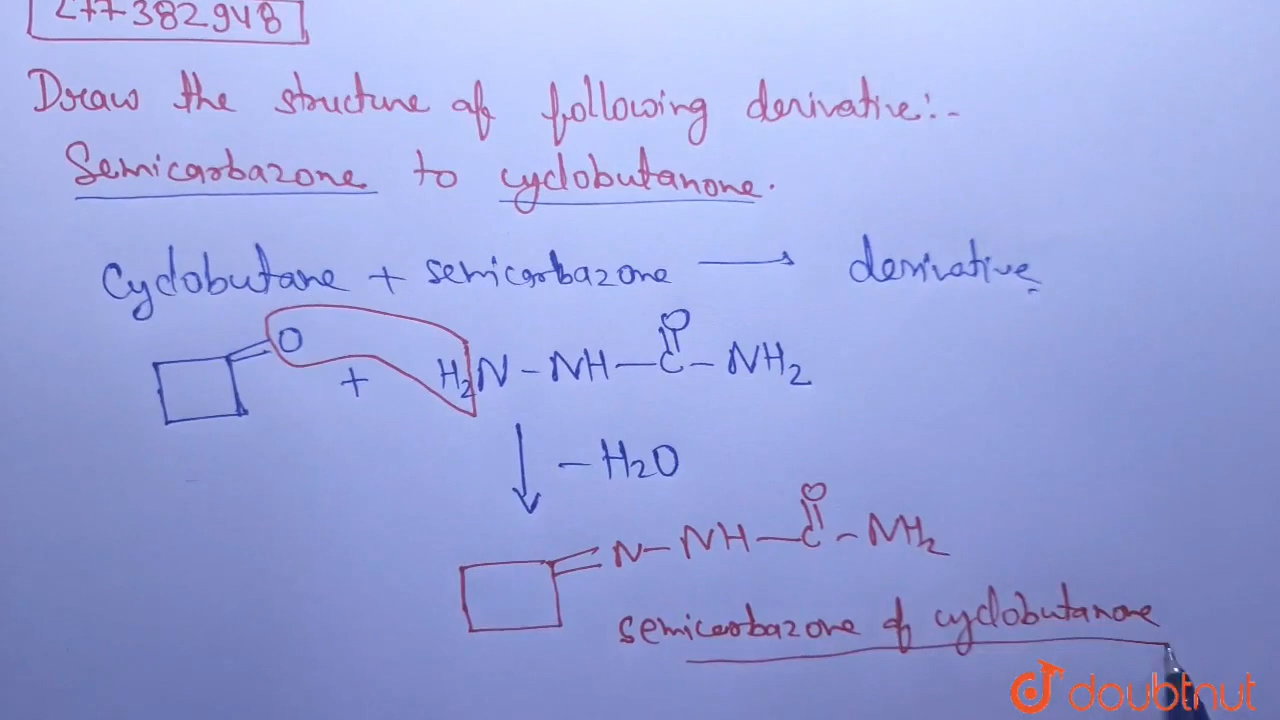 277382948
Draw the structure of following derivative:-
Semicarbazone to cyclobutanone.
Cyclobutane + semicarbazone → derivative
O
O
+ H₂N - NH - C - NH₂
- H₂O
O
N - NH - C - NH₂
semicarbazone of cyclobutanone
doubtnut